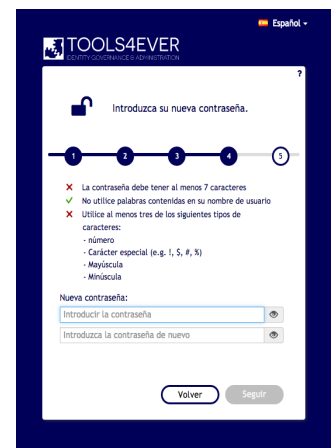 Español
TOOLS4EVER
IDENTITY GOVERNANCE & ADMINISTRATION
?
Introduzca su nueva contraseña.
1 2 3 4 5
La contraseña debe tener al menos 7 caracteres
No utilice palabras contenidas en su nombre de usuario
Utilice al menos tres de los siguientes tipos de
caracteres:
- número
- Carácter especial (e.g. !, $, #, %)
- Mayúscula
- Minúscula
Nueva contraseña:
Introducir la contraseña
Introduzca la contraseña de nuevo
Volver Seguir